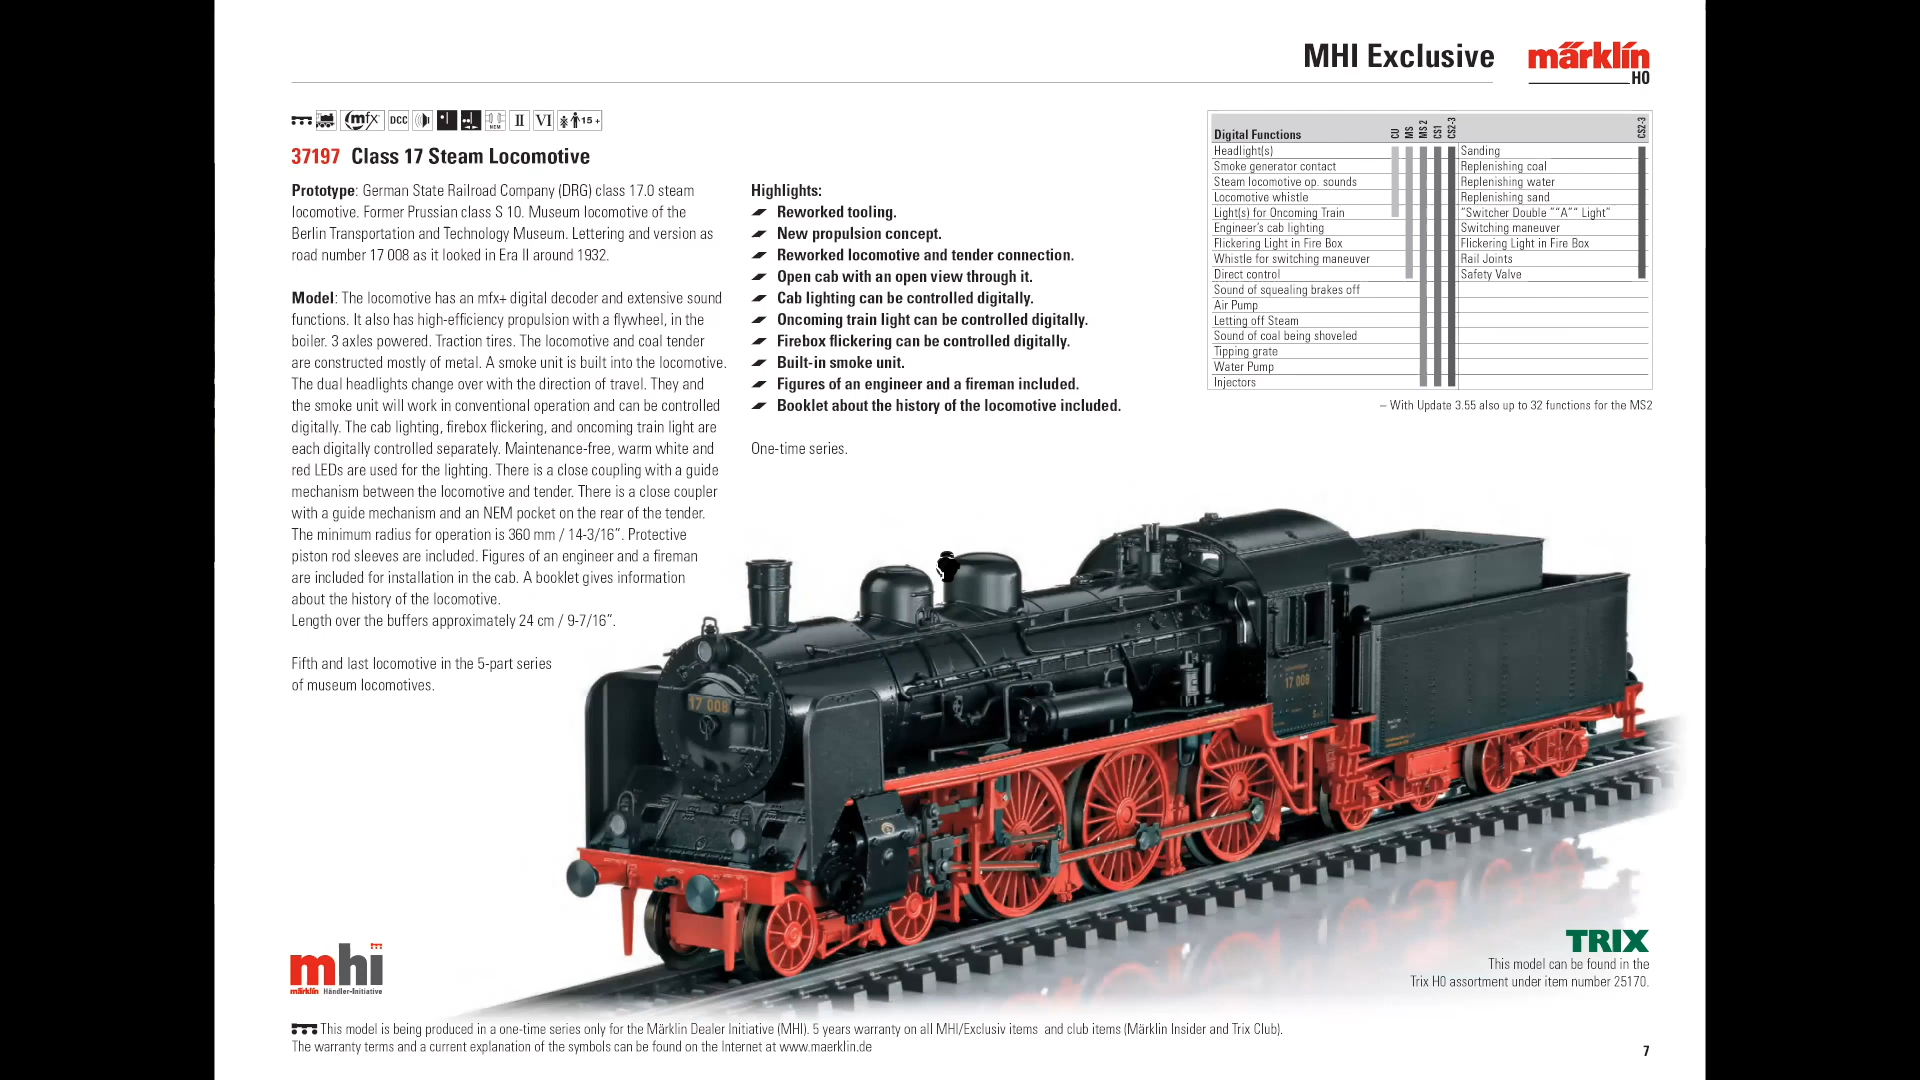 MHI Exclusive
märklin
H0
mfx
DCC
NEM
II
VI
15 +
37197 Class 17 Steam Locomotive
Prototype: German State Railroad Company (DRG) class 17.0 steam
locomotive. Former Prussian class S 10. Museum locomotive of the
Berlin Transportation and Technology Museum. Lettering and version as
road number 17 008 as it looked in Era II around 1932.
Model: The locomotive has an mfx+ digital decoder and extensive sound
functions. It also has high-efficiency propulsion with a flywheel, in the
boiler. 3 axles powered. Traction tires. The locomotive and coal tender
are constructed mostly of metal. A smoke unit is built into the locomotive.
The dual headlights change over with the direction of travel. They and
the smoke unit will work in conventional operation and can be controlled
digitally. The cab lighting, firebox flickering, and oncoming train light are
each digitally controlled separately. Maintenance-free, warm white and
red LEDs are used for the lighting. There is a close coupling with a guide
mechanism between the locomotive and tender. There is a close coupler
with a guide mechanism and an NEM pocket on the rear of the tender.
The minimum radius for operation is 360 mm / 14-3/16”. Protective
piston rod sleeves are included. Figures of an engineer and a fireman
are included for installation in the cab. A booklet gives information
about the history of the locomotive.
Length over the buffers approximately 24 cm / 9-7/16”.
Fifth and last locomotive in the 5-part series
of museum locomotives.
Highlights:
Reworked tooling.
New propulsion concept.
Reworked locomotive and tender connection.
Open cab with an open view through it.
Cab lighting can be controlled digitally.
Oncoming train light can be controlled digitally.
Firebox flickering can be controlled digitally.
Built-in smoke unit.
Figures of an engineer and a fireman included.
Booklet about the history of the locomotive included.
One-time series.
Digital Functions CU MS MS 2 CS1 CS2-3
Headlight(s)
Smoke generator contact
Steam locomotive op. sounds
Locomotive whistle
Light(s) for Oncoming Train
Engineer’s cab lighting
Flickering Light in Fire Box
Whistle for switching maneuver
Direct control
Sound of squealing brakes off
Air Pump
Letting off Steam
Sound of coal being shoveled
Tipping grate
Water Pump
Injectors
CS2-3
Sanding
Replenishing coal
Replenishing water
Replenishing sand
“Switcher Double ““A”“ Light”
Switching maneuver
Flickering Light in Fire Box
Rail Joints
Safety Valve
– With Update 3.55 also up to 32 functions for the MS2
17 008
17 008
mhi
märklin Händler-Initiative
TRIX
This model can be found in the
Trix H0 assortment under item number 25170.
This model is being produced in a one-time series only for the Märklin Dealer Initiative (MHI). 5 years warranty on all MHI/Exclusiv items and club items (Märklin Insider and Trix Club).
The warranty terms and a current explanation of the symbols can be found on the Internet at www.maerklin.de
7